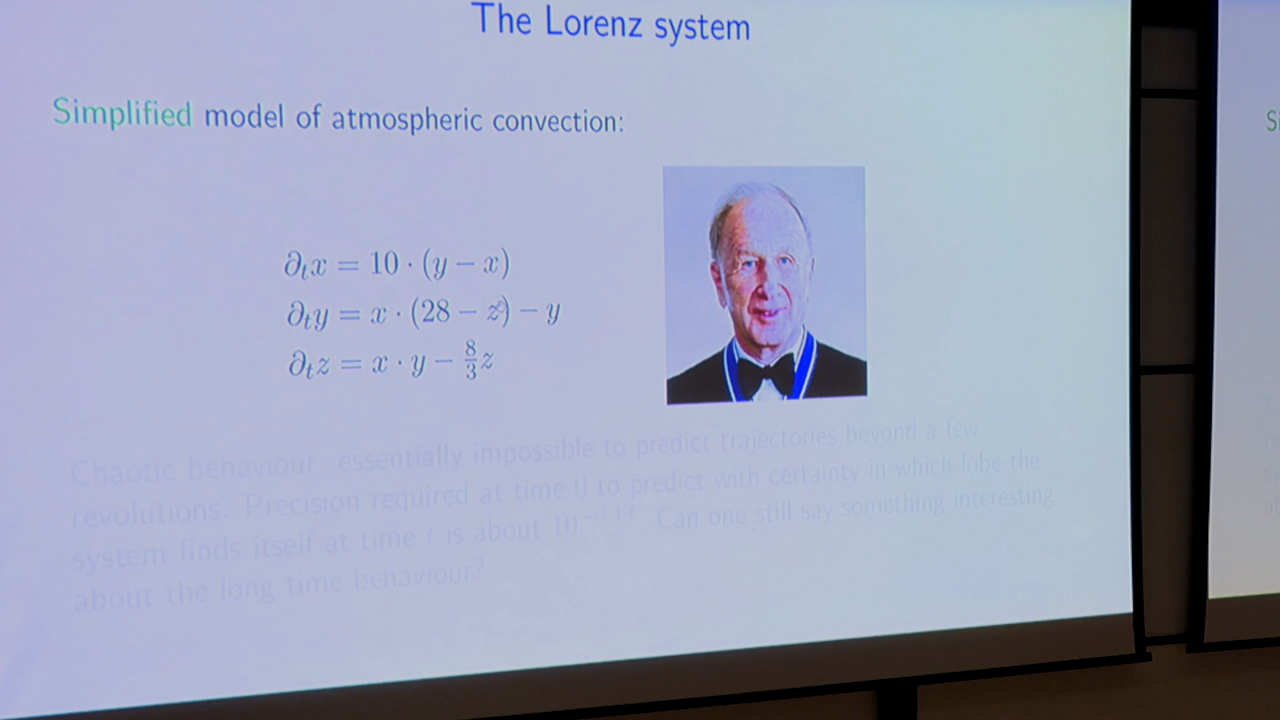 The Lorenz system
Simplified model of atmospheric convection:
∂ₜx = 10 · (y − x)
∂ₜy = x · (28 − z) − y
∂ₜz = x · y − 8/3 z
Chaotic behaviour, essentially impossible to predict trajectories beyond a few
revolutions. Precision required at time 0 to predict with certainty in which lobe the
system finds itself at time t is about 10 . Can one still say something interesting
about the long time behaviour?